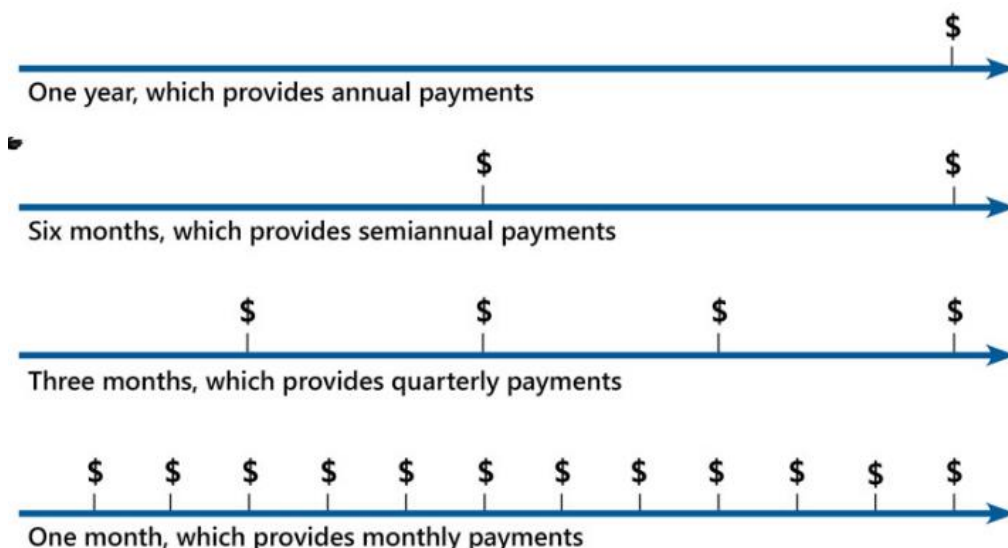 $
One year, which provides annual payments
$ $
Six months, which provides semiannual payments
$ $ $ $
Three months, which provides quarterly payments
$ $ $ $ $ $ $ $ $ $ $ $
One month, which provides monthly payments